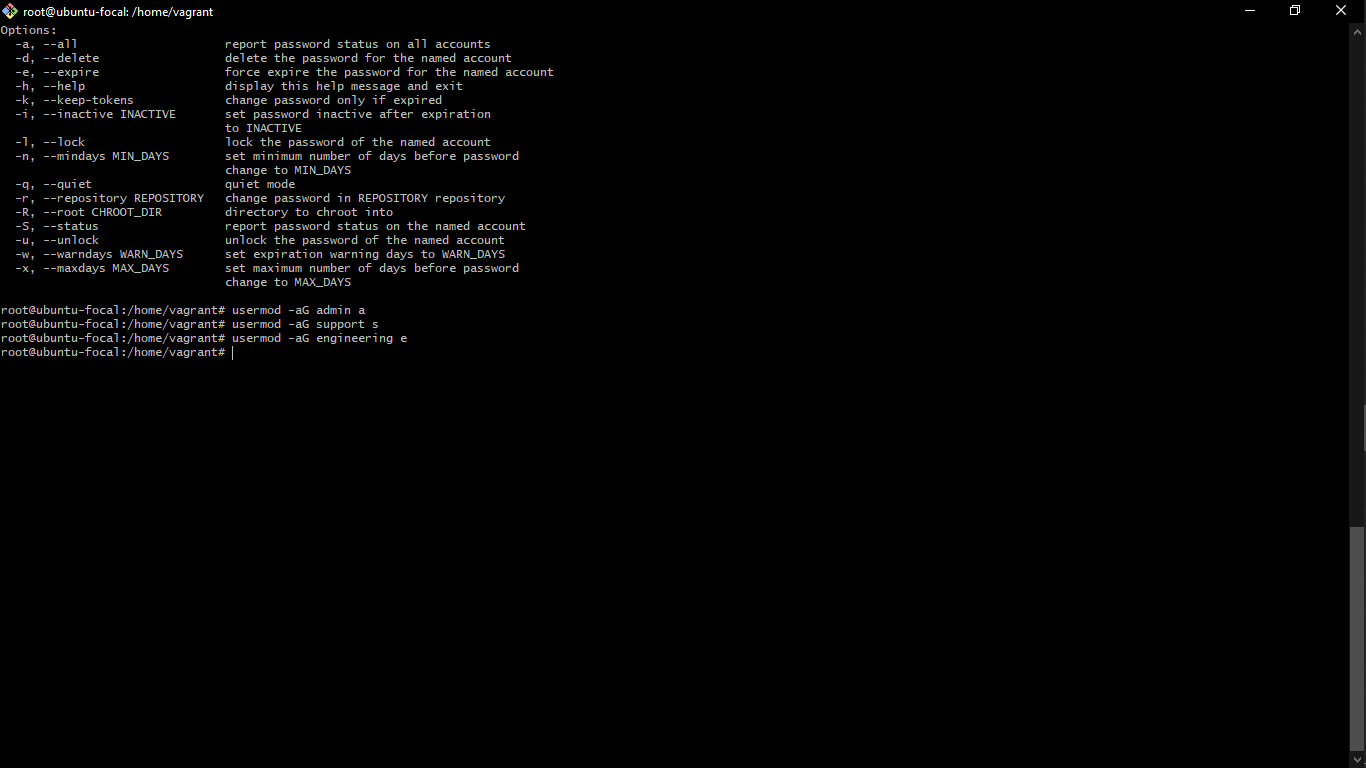 root@ubuntu-focal: /home/vagrant
Options:
  -a, --all                     report password status on all accounts
  -d, --delete                  delete the password for the named account
  -e, --expire                  force expire the password for the named account
  -h, --help                    display this help message and exit
  -k, --keep-tokens             change password only if expired
  -i, --inactive INACTIVE       set password inactive after expiration
                                to INACTIVE
  -l, --lock                    lock the password of the named account
  -n, --mindays MIN_DAYS        set minimum number of days before password
                                change to MIN_DAYS
  -q, --quiet                   quiet mode
  -r, --repository REPOSITORY   change password in REPOSITORY repository
  -R, --root CHROOT_DIR         directory to chroot into
  -S, --status                  report password status on the named account
  -u, --unlock                  unlock the password of the named account
  -w, --warndays WARN_DAYS      set expiration warning days to WARN_DAYS
  -x, --maxdays MAX_DAYS        set maximum number of days before password
                                change to MAX_DAYS
root@ubuntu-focal:/home/vagrant# usermod -aG admin a
root@ubuntu-focal:/home/vagrant# usermod -aG support s
root@ubuntu-focal:/home/vagrant# usermod -aG engineering e
root@ubuntu-focal:/home/vagrant#